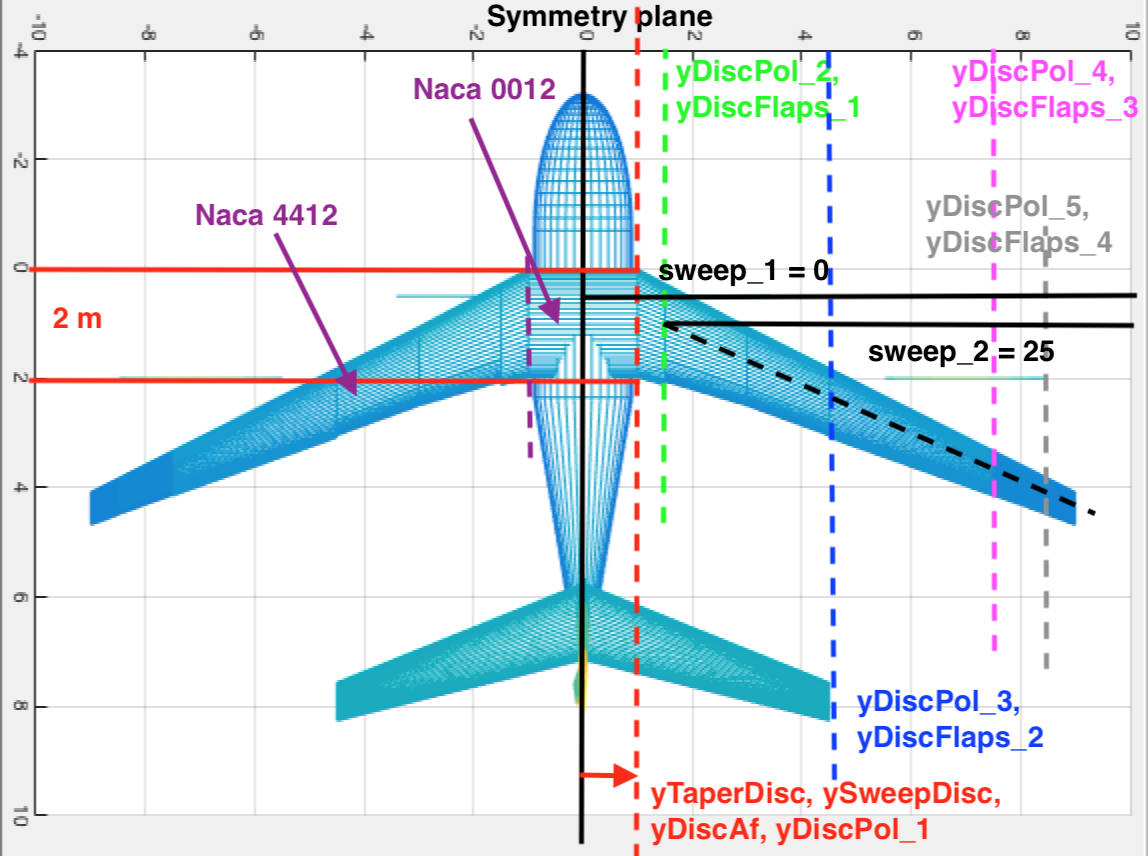 Symmetry plane
-10 -8 -6 -4 -2 0 2 4 6 8 10
-4
yDiscPol_2,
yDiscFlaps_1
yDiscPol_4,
yDiscFlaps_3
Naca 0012
-2
Naca 4412
yDiscPol_5,
yDiscFlaps_4
0
sweep_1 = 0
2 m
sweep_2 = 25
2
4
6
8
yDiscPol_3,
yDiscFlaps_2
10
yTaperDisc, ySweepDisc,
yDiscAf, yDiscPol_1